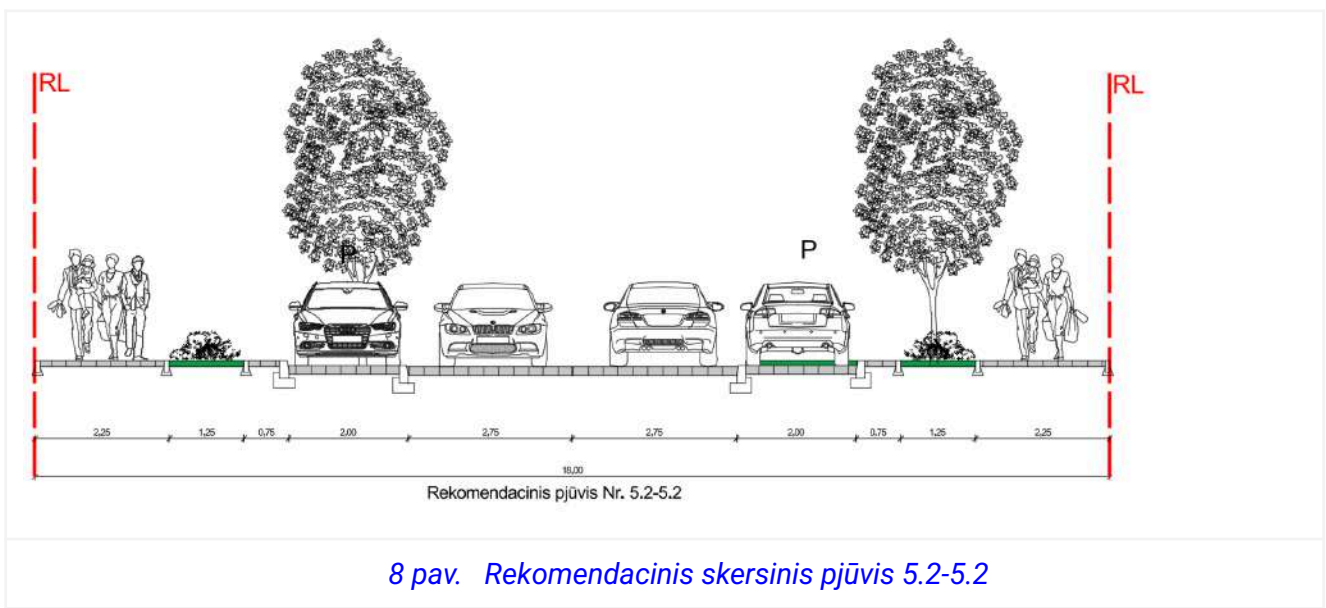 RL
RL
P
P
2,25 1,25 0,75 2,00 2,75 2,75 2,00 0,75 1,25 2,25
18,00
Rekomendacinis pjūvis Nr. 5.2-5.2
8 pav. Rekomendacinis skersinis pjūvis 5.2-5.2